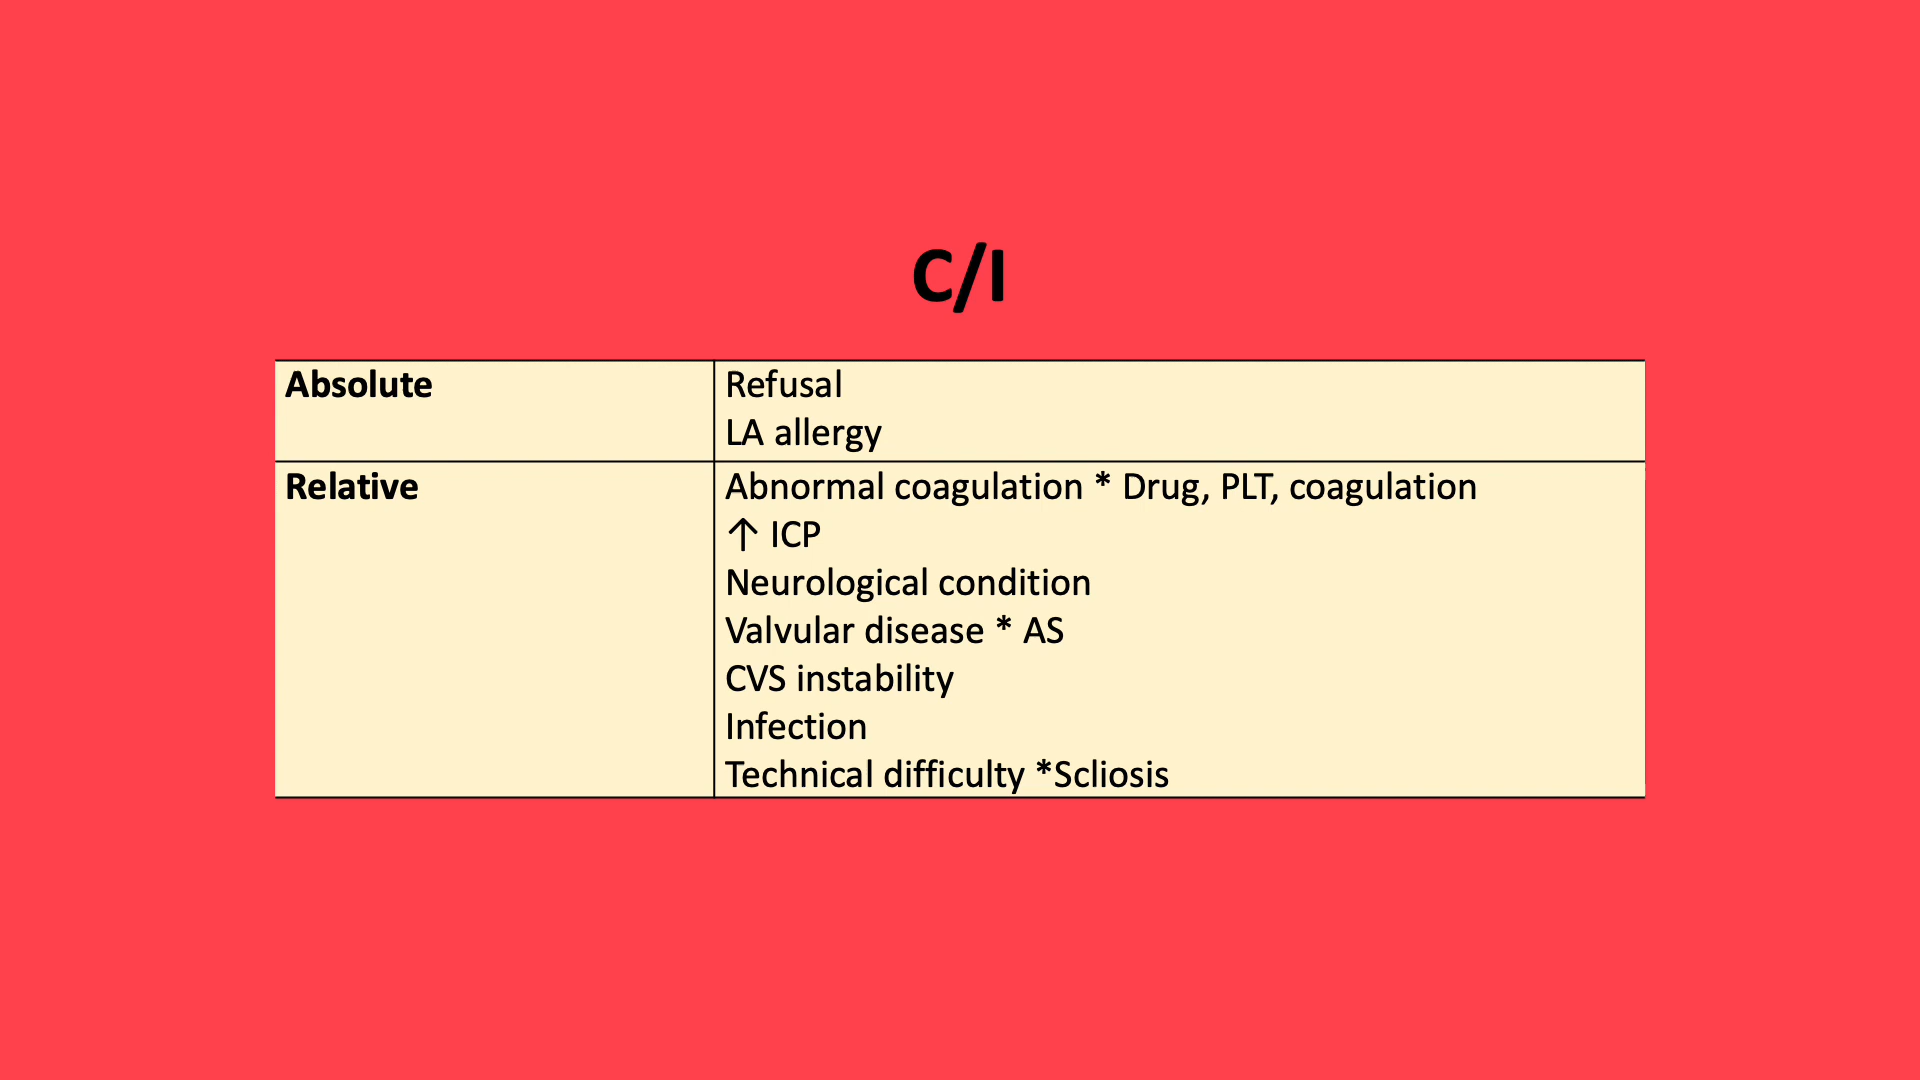 C/I
Absolute
Refusal
LA allergy
Relative
Abnormal coagulation * Drug, PLT, coagulation
↑ ICP
Neurological condition
Valvular disease * AS
CVS instability
Infection
Technical difficulty *Scliosis